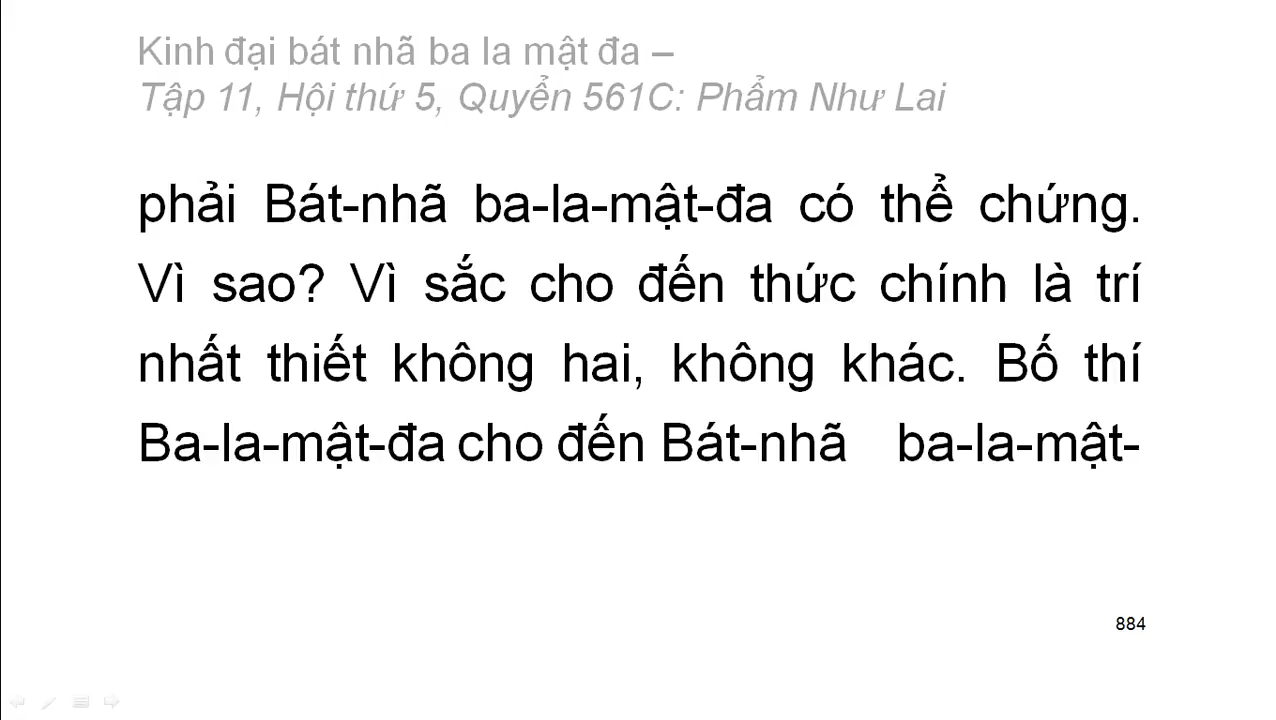 Kinh đại bát nhã ba la mật đa –
Tập 11, Hội thứ 5, Quyển 561C: Phẩm Như Lai
phải Bát-nhã ba-la-mật-đa có thể chứng.
Vì sao? Vì sắc cho đến thức chính là trí
nhất thiết không hai, không khác. Bố thí
Ba-la-mật-đa cho đến Bát-nhã ba-la-mật-
884